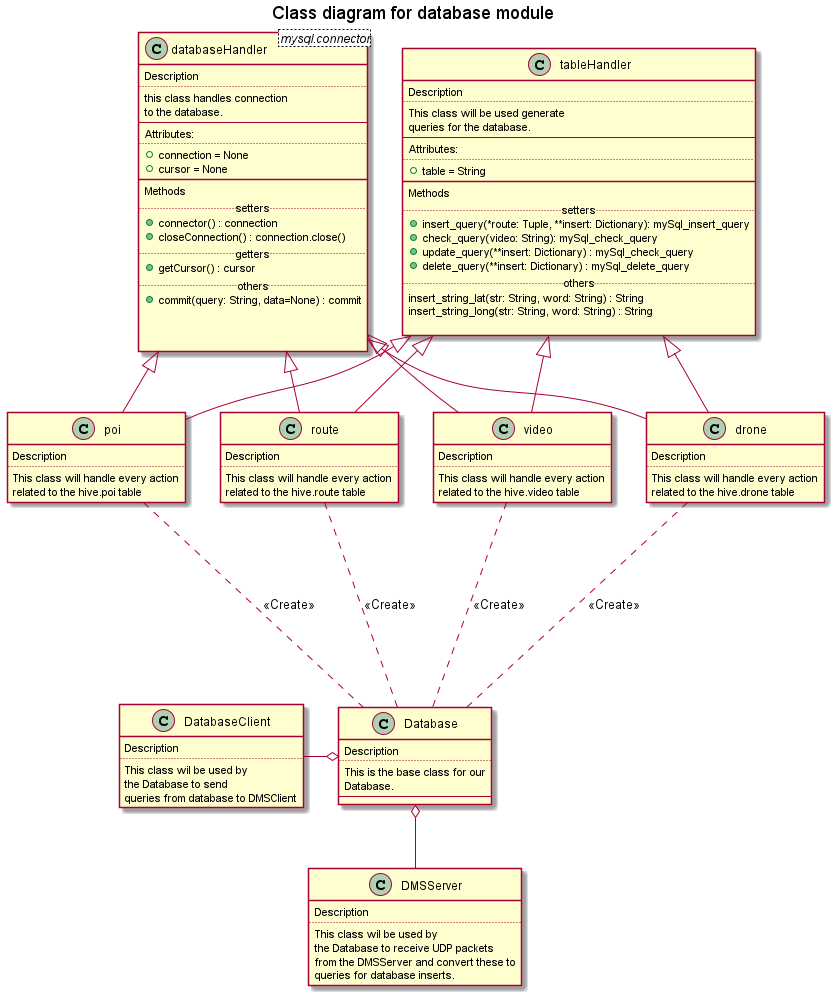 Class diagram for database module
C databaseHandler
mysql.connector
Description
this class handles connection
to the database.
Attributes:
connection = None
cursor = None
Methods
setters
connector() : connection
closeConnection() : connection.close()
getters
getCursor() : cursor
others
commit(query: String, data=None) : commit
C tableHandler
Description
This class will be used generate
queries for the database.
Attributes:
table = String
Methods
setters
insert_query(*route: Tuple, **insert: Dictionary): mySql_insert_query
check_query(video: String): mySql_check_query
update_query(**insert: Dictionary) : mySql_check_query
delete_query(**insert: Dictionary) : mySql_delete_query
others
insert_string_lat(str: String, word: String) : String
insert_string_long(str: String, word: String) : String
C poi
Description
This class will handle every action
related to the hive.poi table
C route
Description
This class will handle every action
related to the hive.route table
C video
Description
This class will handle every action
related to the hive.video table
C drone
Description
This class will handle every action
related to the hive.drone table
«Create»
«Create»
«Create»
«Create»
C DatabaseClient
Description
This class wil be used by
the Database to send
queries from database to DMSClient
C Database
Description
This is the base class for our
Database.
C DMSServer
Description
This class wil be used by
the Database to receive UDP packets
from the DMSServer and convert these to
queries for database inserts.